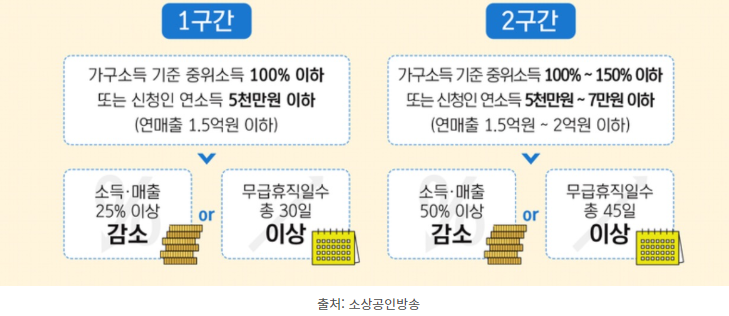 1구간
가구소득 기준 중위소득 100% 이하
또는 신청인 연소득 5천만원 이하
(연매출 1.5억원 이하)
소득·매출
25% 이상
감소
or
무급휴직일수
총 30일
이상
2구간
가구소득 기준 중위소득 100% ~ 150% 이하
또는 신청인 연소득 5천만원 ~ 7만원 이하
(연매출 1.5억원 ~ 2억원 이하)
소득·매출
50% 이상
감소
or
무급휴직일수
총 45일
이상
출처: 소상공인방송